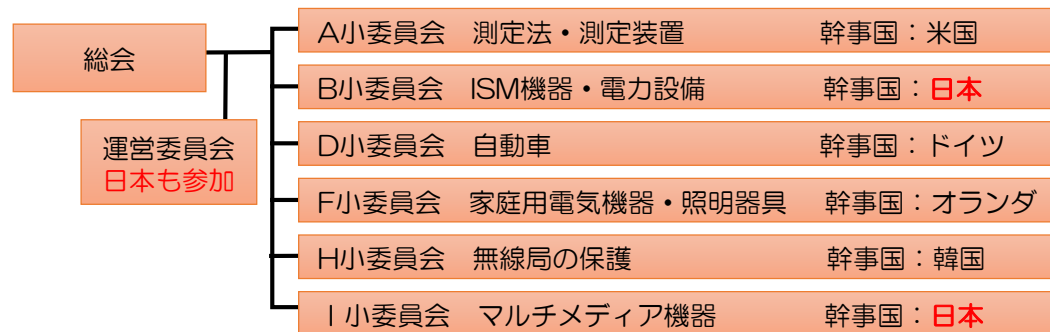 総会
運営委員会
日本も参加
A小委員会 測定法・測定装置 幹事国：米国
B小委員会 ISM機器・電力設備 幹事国：日本
D小委員会 自動車 幹事国：ドイツ
F小委員会 家庭用電気機器・照明器具 幹事国：オランダ
H小委員会 無線局の保護 幹事国：韓国
I小委員会 マルチメディア機器 幹事国：日本